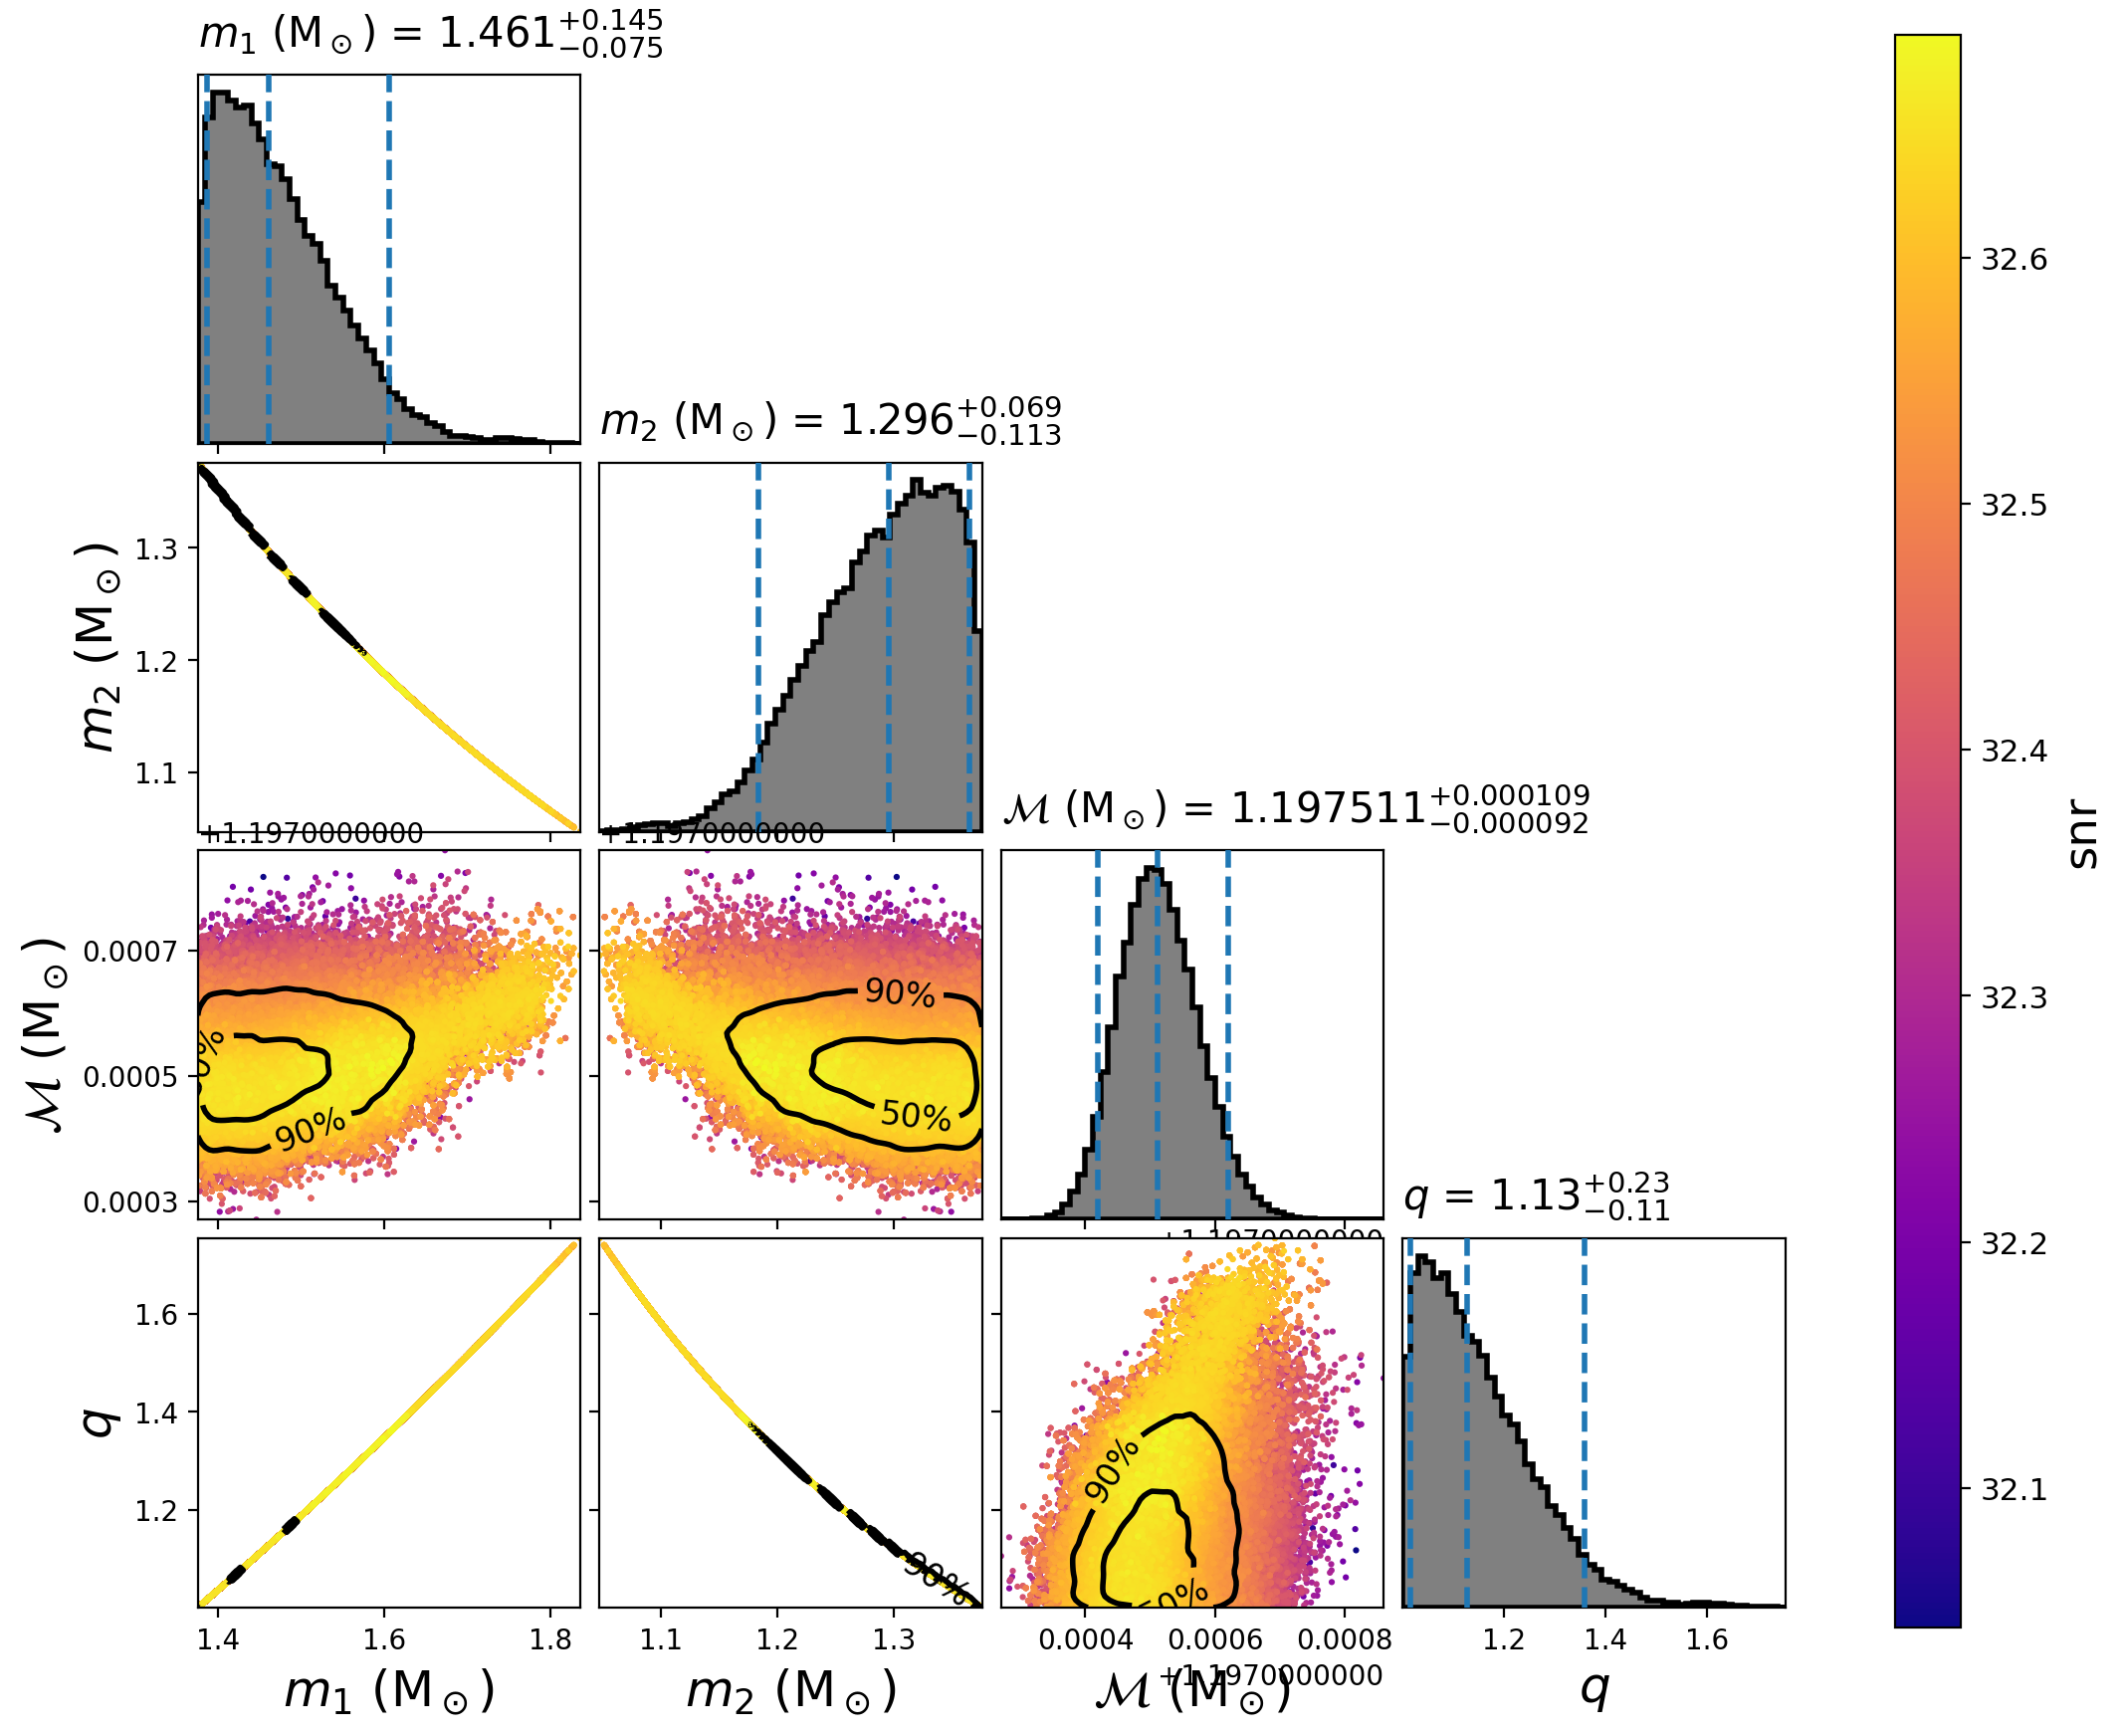 m₁ (M⊙) = 1.461 +0.145 −0.075
m₂ (M⊙) = 1.296 +0.069 −0.113
ℳ (M⊙) = 1.197511 +0.000109 −0.000092
q = 1.13 +0.23 −0.11
m₂ (M⊙)
1.3
1.2
1.1
+1.1970000000
+1.1970000000
ℳ (M⊙)
0.0007
0.0005
0.0003
90%
90%
50%
+1.1970000000
q
1.6
1.4
1.2
90%
90%
1.4 1.6 1.8
1.1 1.2 1.3
0.0004 0.0006 0.0008
1.2 1.4 1.6
+1.1970000000
m₁ (M⊙)
m₂ (M⊙)
ℳ (M⊙)
q
32.6
32.5
32.4
32.3
32.2
32.1
snr